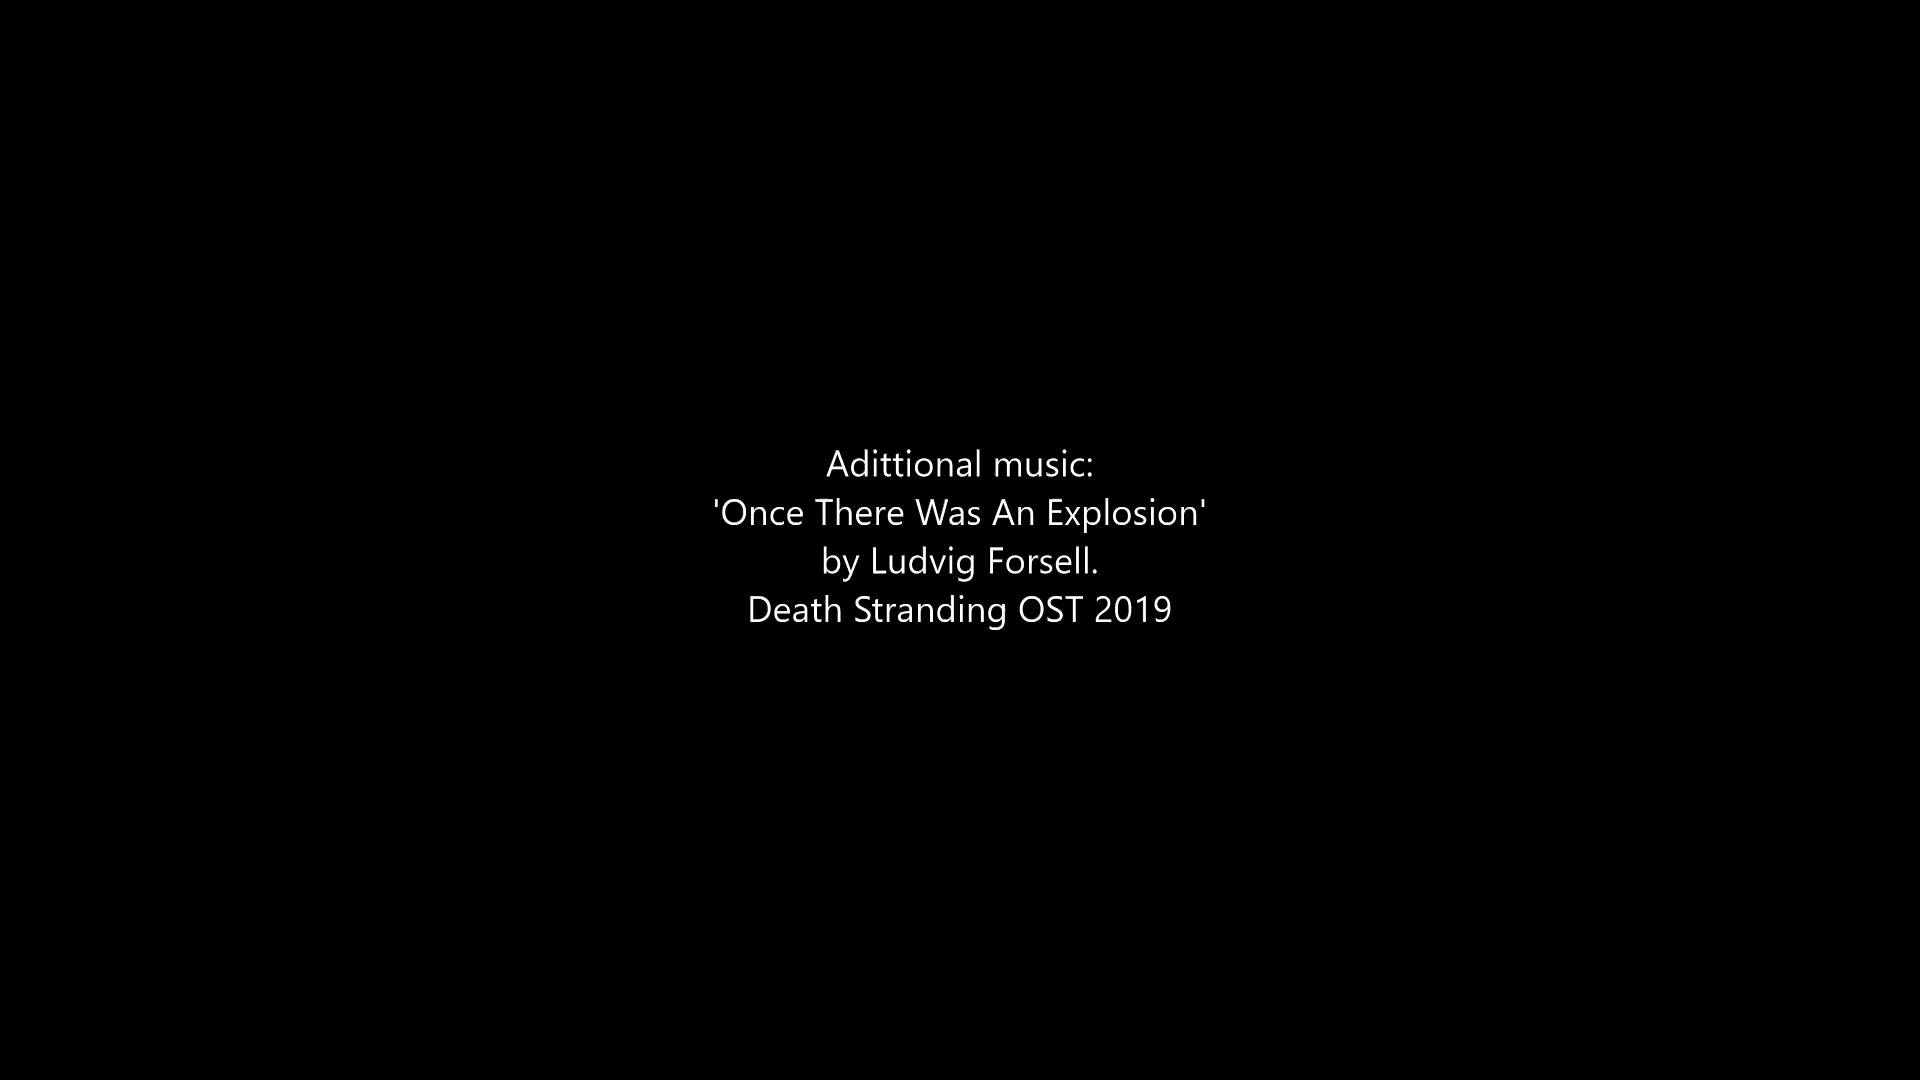 Adittional music:
'Once There Was An Explosion'
by Ludvig Forsell.
Death Stranding OST 2019